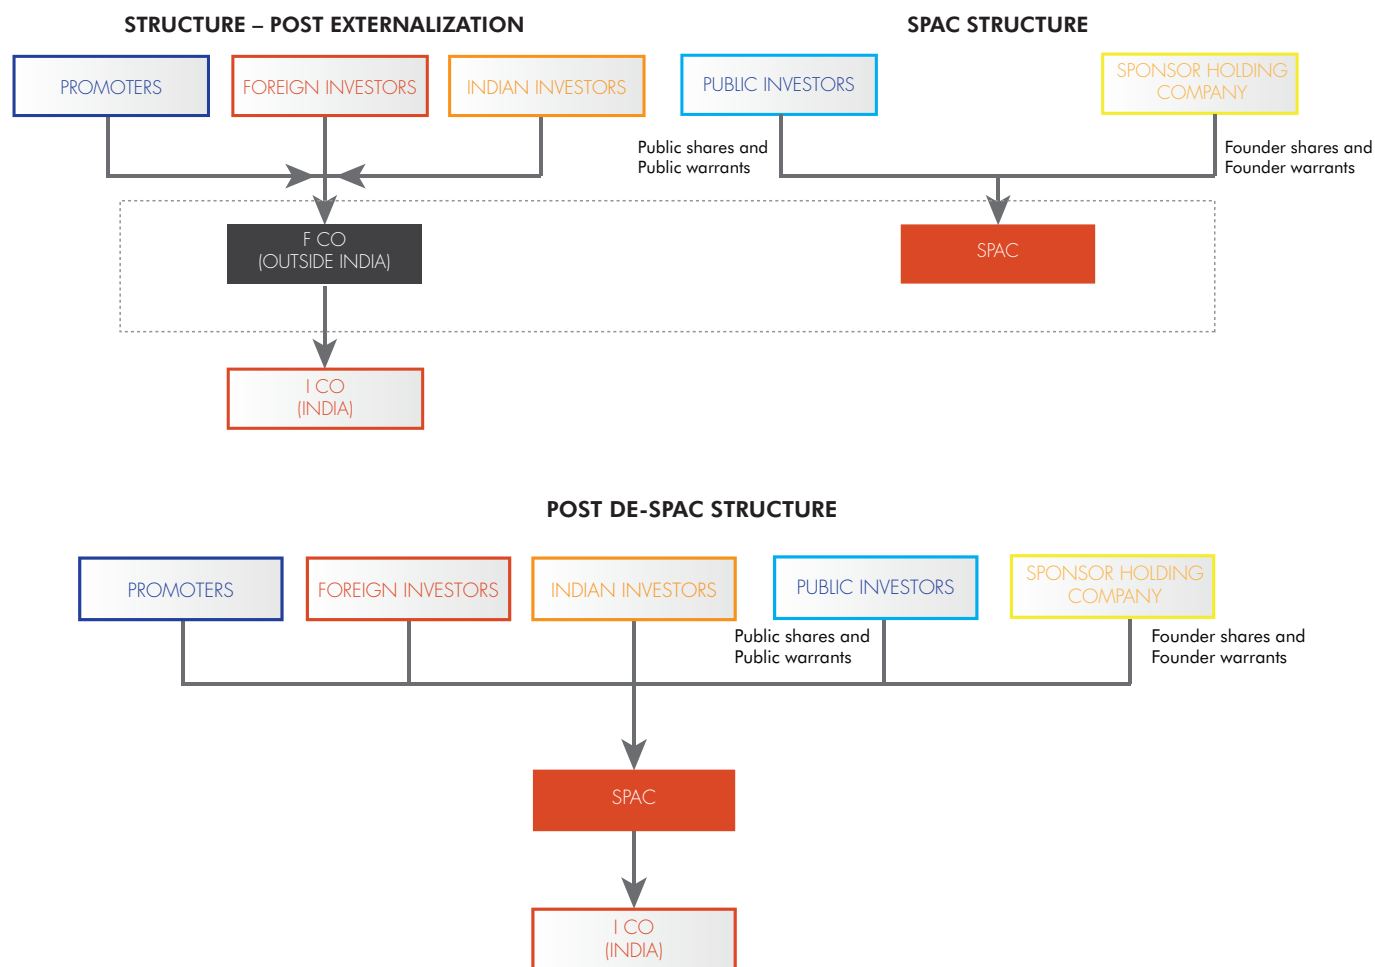 STRUCTURE – POST EXTERNALIZATION
SPAC STRUCTURE
PROMOTERS
FOREIGN INVESTORS
INDIAN INVESTORS
PUBLIC INVESTORS
SPONSOR HOLDING
COMPANY
Public shares and
Public warrants
Founder shares and
Founder warrants
F CO
(OUTSIDE INDIA)
SPAC
I CO
(INDIA)
POST DE-SPAC STRUCTURE
PROMOTERS
FOREIGN INVESTORS
INDIAN INVESTORS
PUBLIC INVESTORS
SPONSOR HOLDING
COMPANY
Public shares and
Public warrants
Founder shares and
Founder warrants
SPAC
I CO
(INDIA)